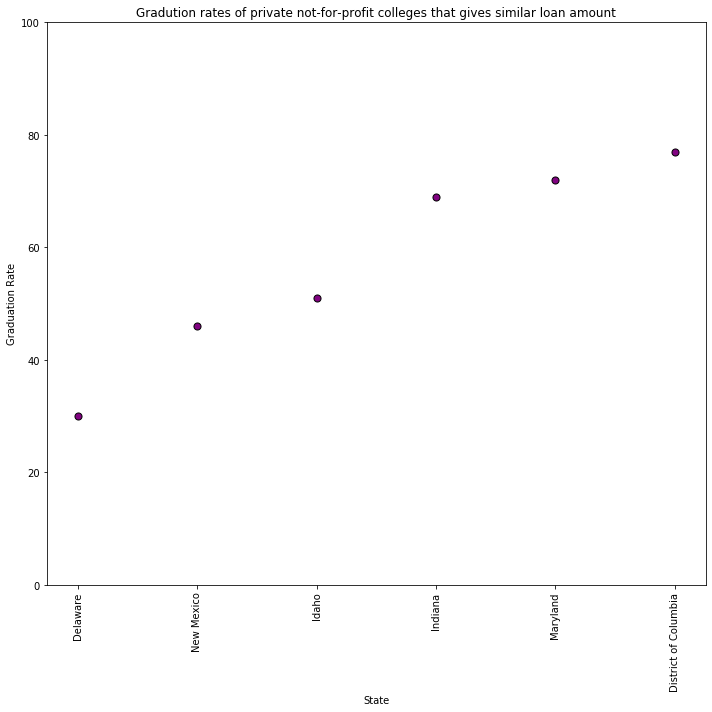 Gradution rates of private not-for-profit colleges that gives similar loan amount
100
80
60
40
20
0
Graduation Rate
Delaware
New Mexico
Idaho
Indiana
Maryland
District of Columbia
State